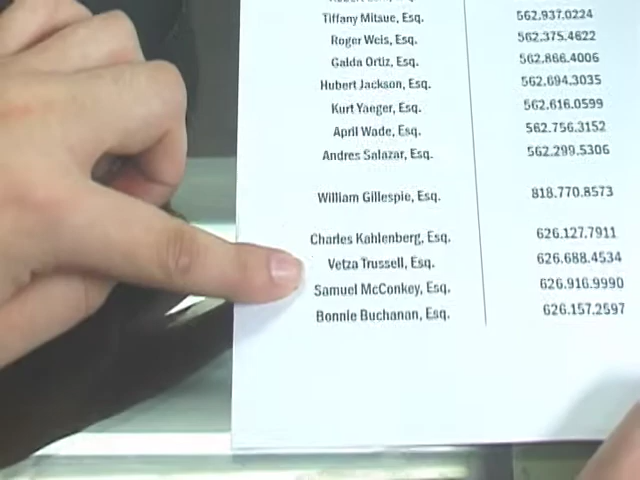 Tiffany Mitsue, Esq. 562.937.0224
Roger Weis, Esq. 562.375.4622
Galda Ortiz, Esq. 562.866.4006
Hubert Jackson, Esq. 562.694.3035
Kurt Yaeger, Esq. 562.616.0599
April Wade, Esq. 562.756.3152
Andres Salazar, Esq. 562.299.5306
William Gillespie, Esq. 818.770.8573
Charles Kahlenberg, Esq. 626.127.7911
Vetza Trussell, Esq. 626.688.4534
Samuel McConkey, Esq. 626.916.9990
Bonnie Buchanan, Esq. 626.157.2597